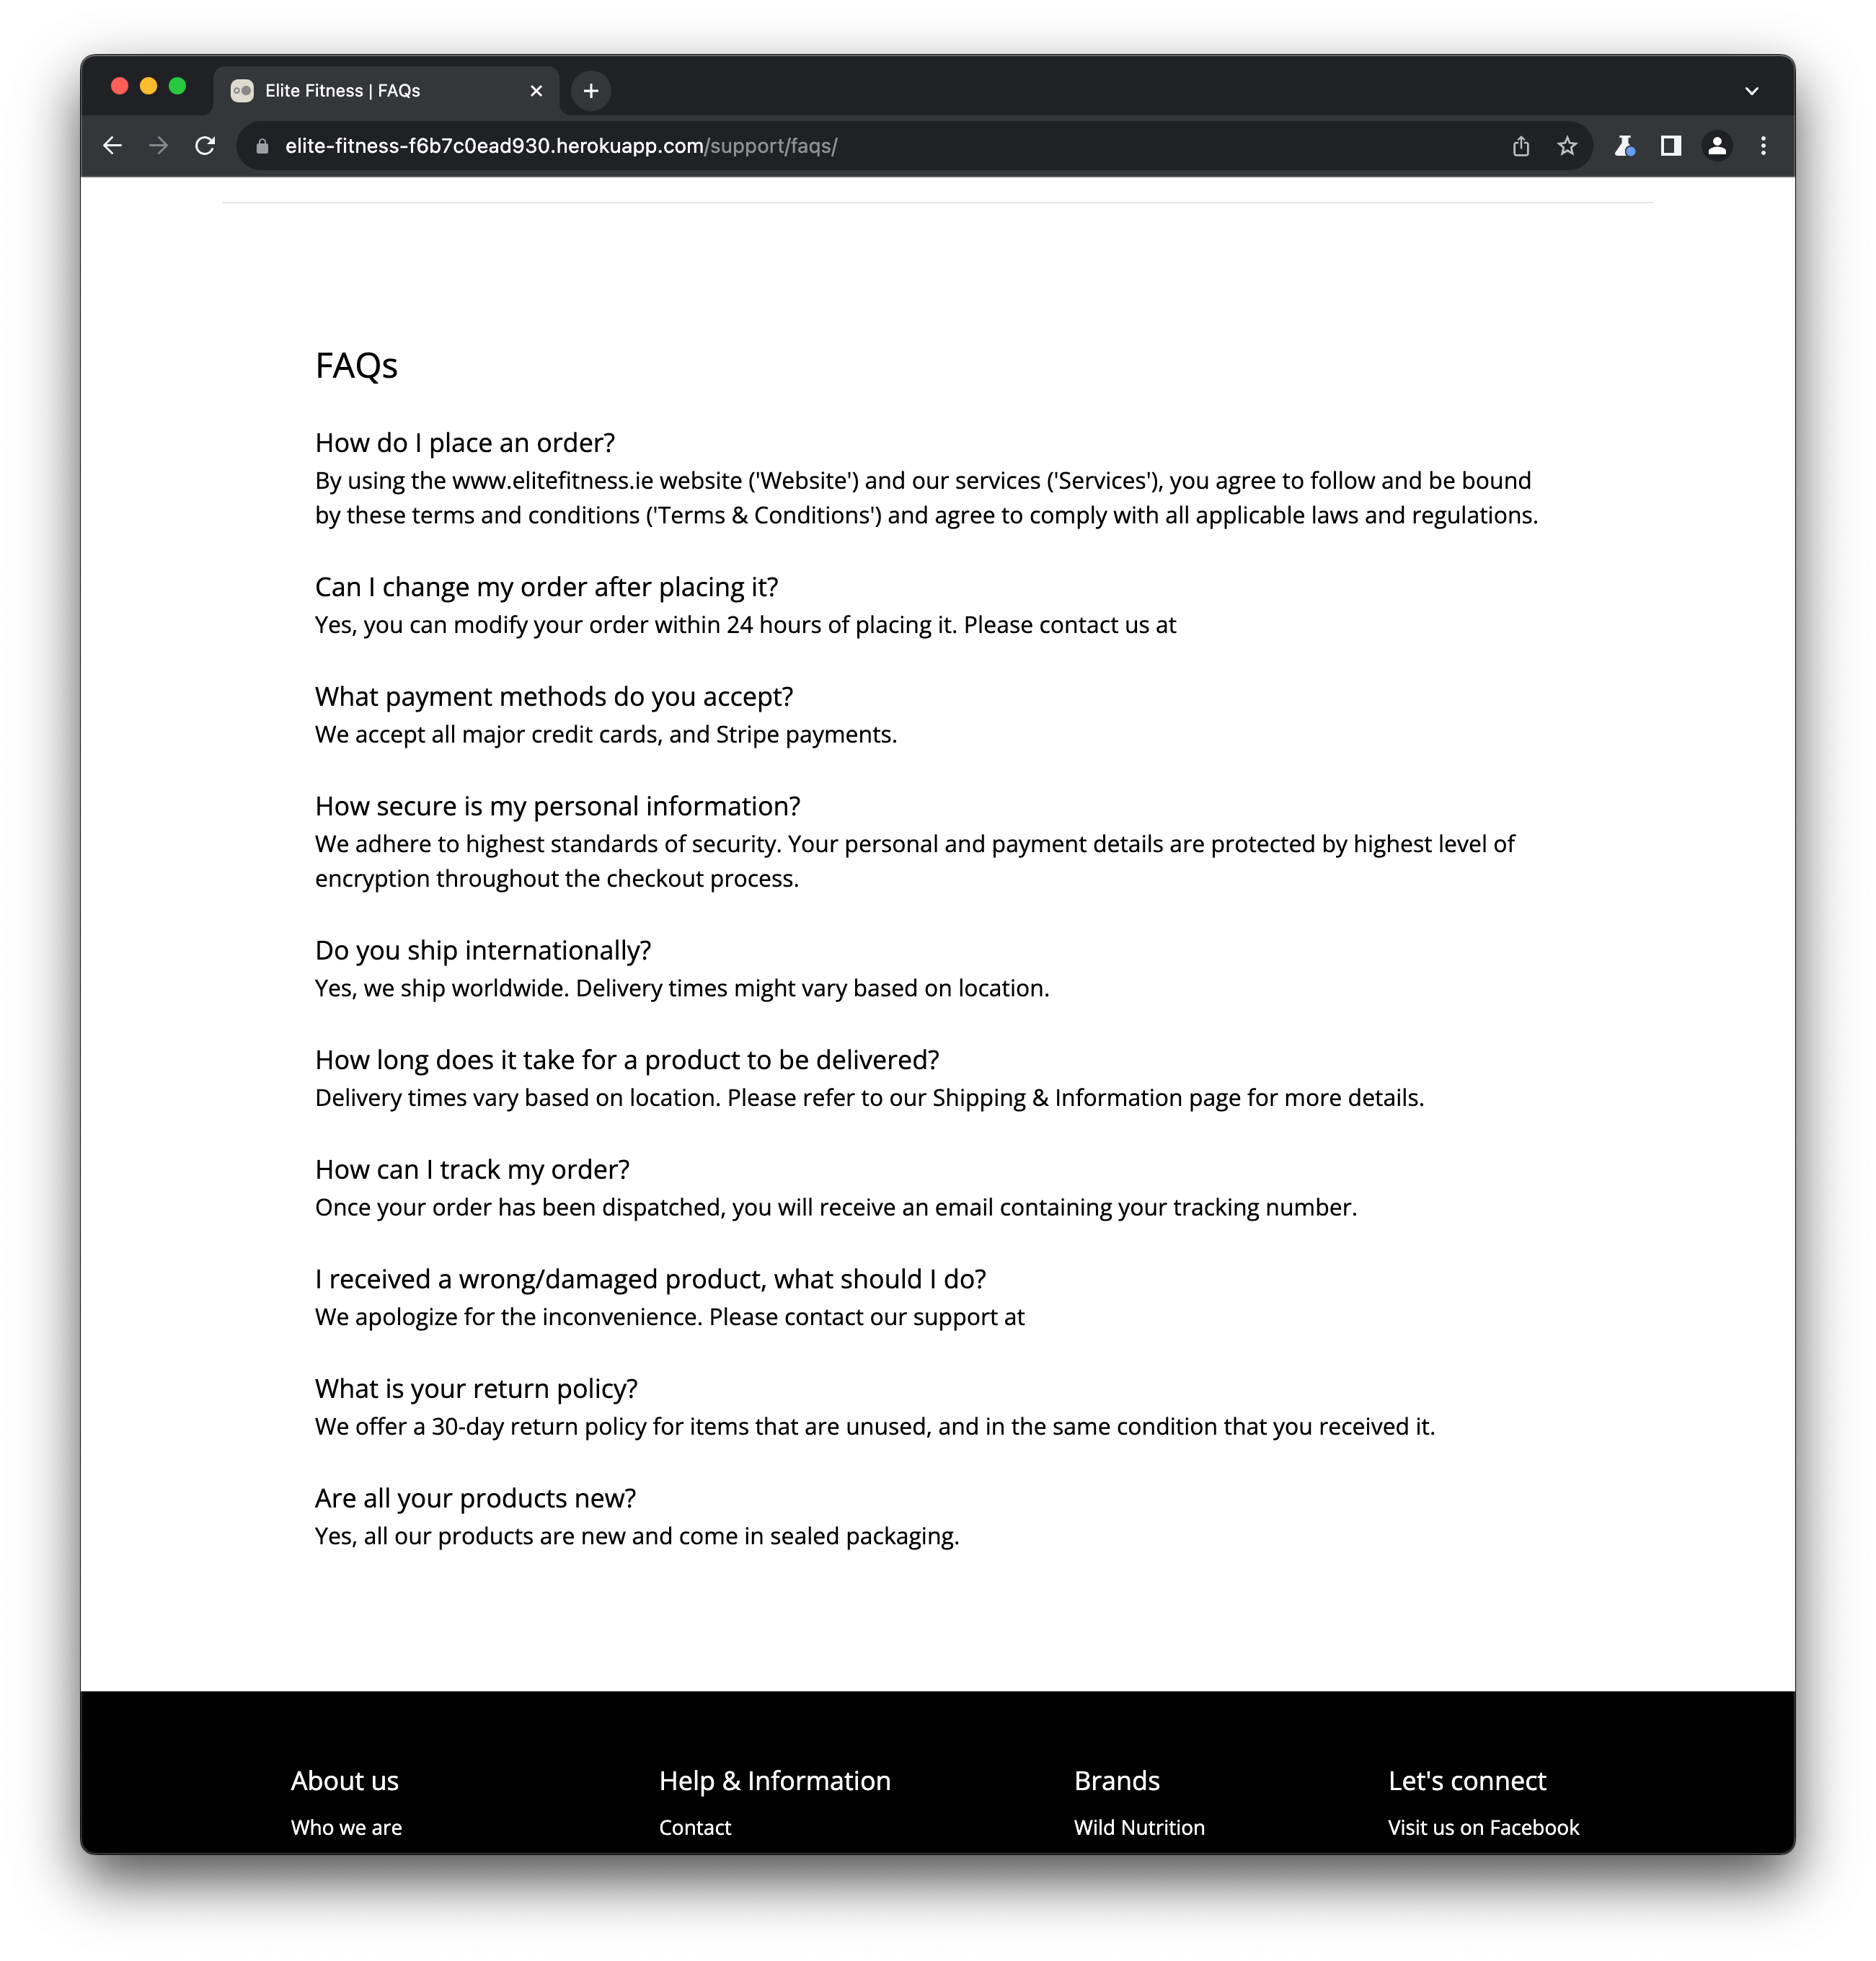 Elite Fitness | FAQs
elite-fitness-f6b7c0ead930.herokuapp.com/support/faqs/
FAQs
How do I place an order?
By using the www.elitefitness.ie website ('Website') and our services ('Services'), you agree to follow and be bound
by these terms and conditions ('Terms & Conditions') and agree to comply with all applicable laws and regulations.
Can I change my order after placing it?
Yes, you can modify your order within 24 hours of placing it. Please contact us at
What payment methods do you accept?
We accept all major credit cards, and Stripe payments.
How secure is my personal information?
We adhere to highest standards of security. Your personal and payment details are protected by highest level of
encryption throughout the checkout process.
Do you ship internationally?
Yes, we ship worldwide. Delivery times might vary based on location.
How long does it take for a product to be delivered?
Delivery times vary based on location. Please refer to our Shipping & Information page for more details.
How can I track my order?
Once your order has been dispatched, you will receive an email containing your tracking number.
I received a wrong/damaged product, what should I do?
We apologize for the inconvenience. Please contact our support at
What is your return policy?
We offer a 30-day return policy for items that are unused, and in the same condition that you received it.
Are all your products new?
Yes, all our products are new and come in sealed packaging.
About us
Who we are
Help & Information
Contact
Brands
Wild Nutrition
Let's connect
Visit us on Facebook